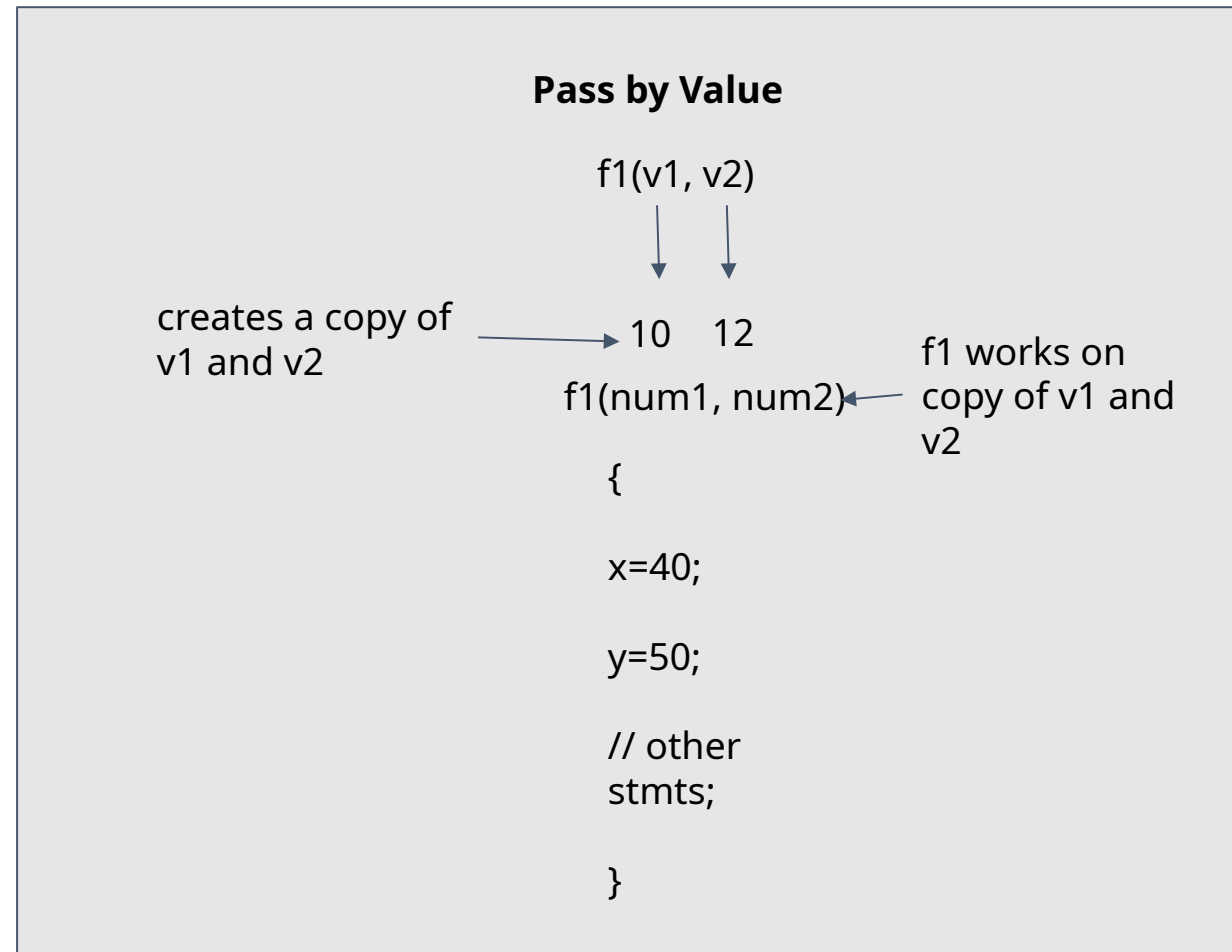 Pass by Value
f1(v1, v2)
creates a copy of
v1 and v2
10 12
f1 works on
copy of v1 and
v2
f1(num1, num2)
{
x=40;
y=50;
// other
stmts;
}